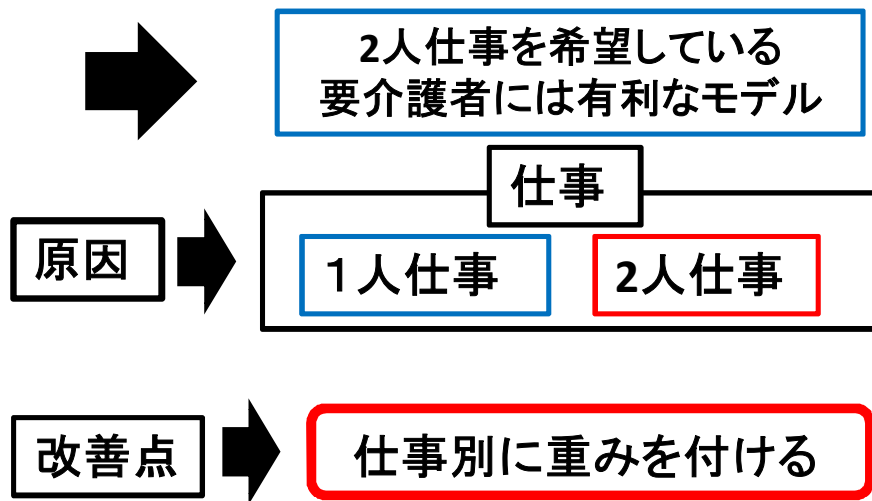 2人仕事を希望している
要介護者には有利なモデル
仕事
原因
１人仕事
2人仕事
改善点
仕事別に重みを付ける